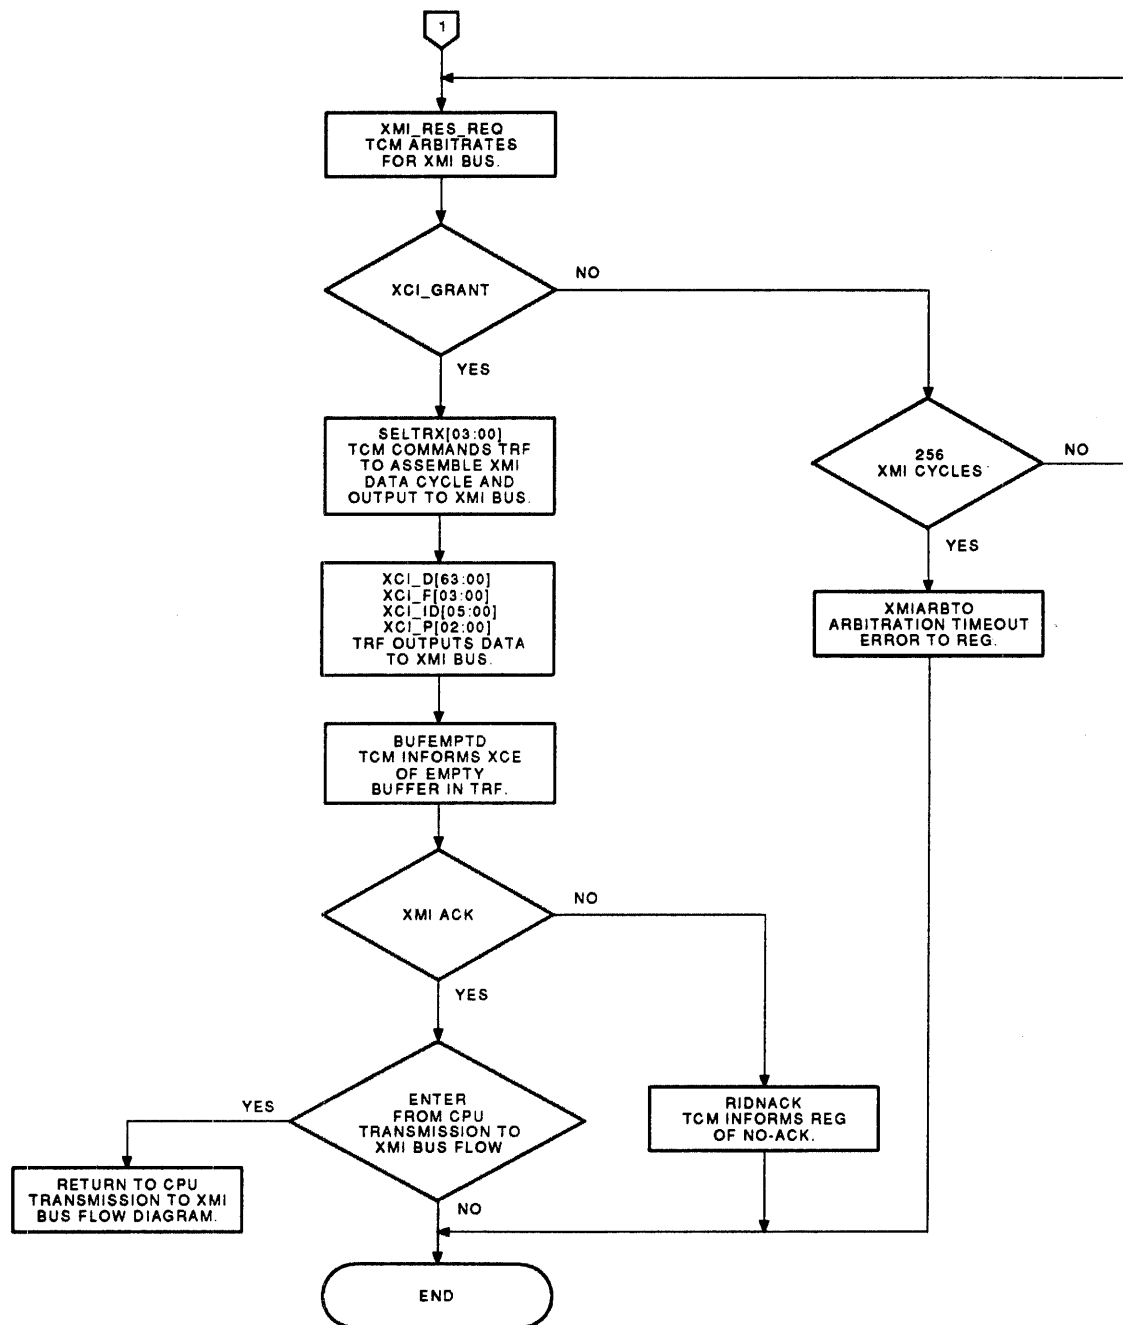 1
XMI_RES_REQ
TCM ARBITRATES
FOR XMI BUS.
XCI_GRANT
NO
YES
SELTRX[03:00]
TCM COMMANDS TRF
TO ASSEMBLE XMI
DATA CYCLE AND
OUTPUT TO XMI BUS.
256
XMI CYCLES
NO
YES
XCI_D[63:00]
XCI_F[03:00]
XCI_ID[05:00]
XCI_P[02:00]
TRF OUTPUTS DATA
TO XMI BUS.
XMIARBTO
ARBITRATION TIMEOUT
ERROR TO REG.
BUFEMPTD
TCM INFORMS XCE
OF EMPTY
BUFFER IN TRF.
XMI ACK
NO
YES
ENTER
FROM CPU
TRANSMISSION TO
XMI BUS FLOW
YES
NO
RIDNACK
TCM INFORMS REG
OF NO-ACK.
RETURN TO CPU
TRANSMISSION TO XMI
BUS FLOW DIAGRAM.
END